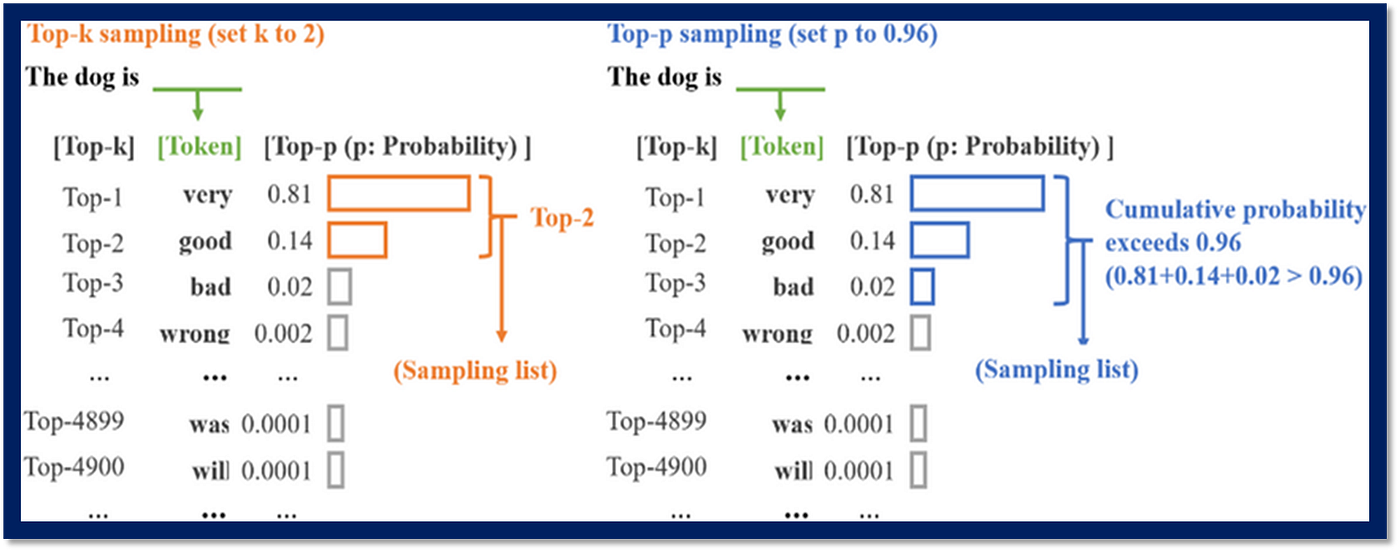 Top-k sampling (set k to 2)
The dog is
[Top-k] [Token] [Top-p (p: Probability) ]
Top-1 very 0.81
Top-2 good 0.14
Top-3 bad 0.02
Top-4 wrong 0.002
... ... ...
Top-4899 was 0.0001
Top-4900 will 0.0001
... ... ...
Top-2
(Sampling list)
Top-p sampling (set p to 0.96)
The dog is
[Top-k] [Token] [Top-p (p: Probability) ]
Top-1 very 0.81
Top-2 good 0.14
Top-3 bad 0.02
Top-4 wrong 0.002
... ... ...
Top-4899 was 0.0001
Top-4900 will 0.0001
... ... ...
Cumulative probability
exceeds 0.96
(0.81+0.14+0.02 > 0.96)
(Sampling list)